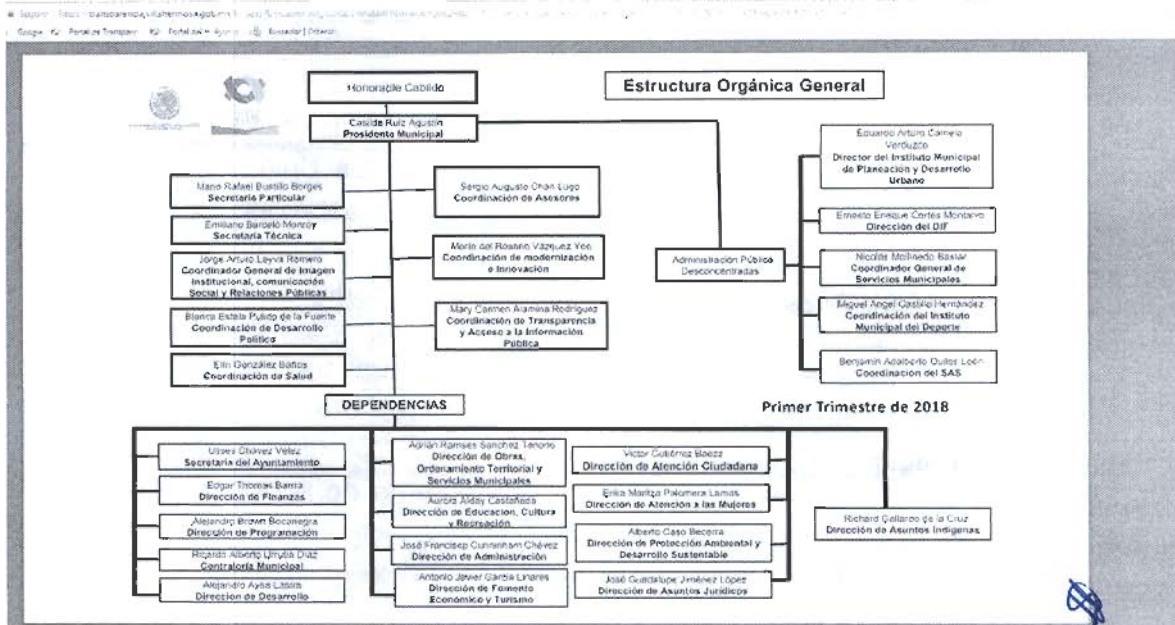 Honorable Cabildo
Estructura Orgánica General
Casilda Ruiz Agustín
Presidente Municipal
Mario Rafael Bustillo Borges
Secretaría Particular
Sergio Augusto Chan Lugo
Coordinación de Asesores
Emiliano Barceló Monroy
Secretaría Técnica
María del Rosario Vázquez Yee
Coordinación de modernización
e Innovación
Jorge Arturo Leyva Romero
Coordinador General de Imagen
Institucional, comunicación
Social y Relaciones Públicas
Blanca Estela Pulido de la Fuente
Coordinación de Desarrollo
Político
Mary Carmen Alamina Rodríguez
Coordinación de Transparencia
y Acceso a la Información
Pública
González Baños
Coordinación de Salud
Administración Público
Desconcentradas
Eduardo Arturo Camelo
Verduzco
Director del Instituto Municipal
de Planeación y Desarrollo
Urbano
Ernesto Enrique Cortés Montalvo
Dirección del DIF
Nicolás Mollinedo Bastar
Coordinador General de
Servicios Municipales
Miguel Ángel Castillo Hernández
Coordinación del Instituto
Municipal del Deporte
Benjamín Adalberto Quiles León
Coordinación del SAS
DEPENDENCIAS
Primer Trimestre de 2018
Ulises Chávez Vélez
Secretaría del Ayuntamiento
Edgar Thomas Barria
Dirección de Finanzas
Alejandro Brown Bocanegra
Dirección de Programación
Ricardo Alberto Urrutia Díaz
Contraloría Municipal
Alejandro
Dirección de Desarrollo
Adrián Ramses Sánchez Tenorio
Dirección de Obras,
Ordenamiento Territorial y
Servicios Municipales
Aurora Alday Castañeda
Dirección de Educación, Cultura
y Recreación
José Francisco Cunninham Chávez
Dirección de Administración
Antonio Javier García Linares
Dirección de Fomento
Económico y Turismo
Víctor Gutiérrez Baeza
Dirección de Atención Ciudadana
Erika Maritza Palomera Lamas
Dirección de Atención a las Mujeres
Alberto Caso Becerra
Dirección de Protección Ambiental y
Desarrollo Sustentable
José Guadalupe Jiménez López
Dirección de Asuntos Jurídicos
Richard Gallardo de la Cruz
Dirección de Asuntos Indígenas